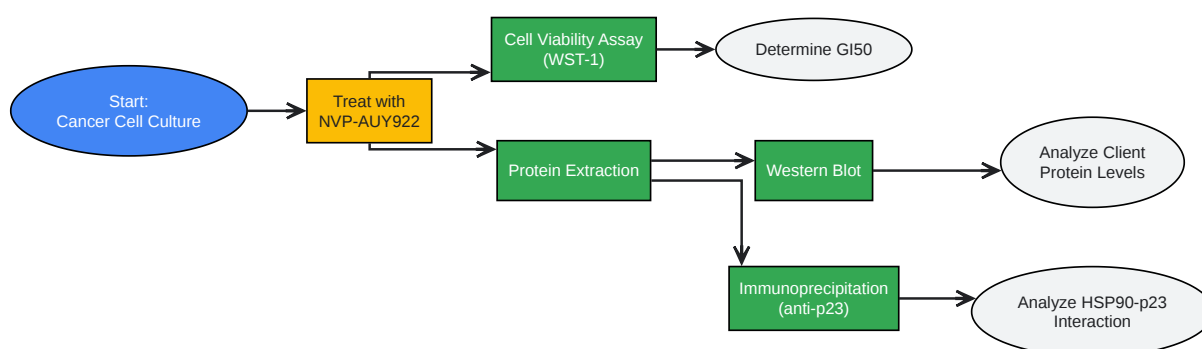 Start:
Cancer Cell Culture
Treat with
NVP-AUY922
Cell Viability Assay
(WST-1)
Determine GI50
Protein Extraction
Western Blot
Analyze Client
Protein Levels
Immunoprecipitation
(anti-p23)
Analyze HSP90-p23
Interaction